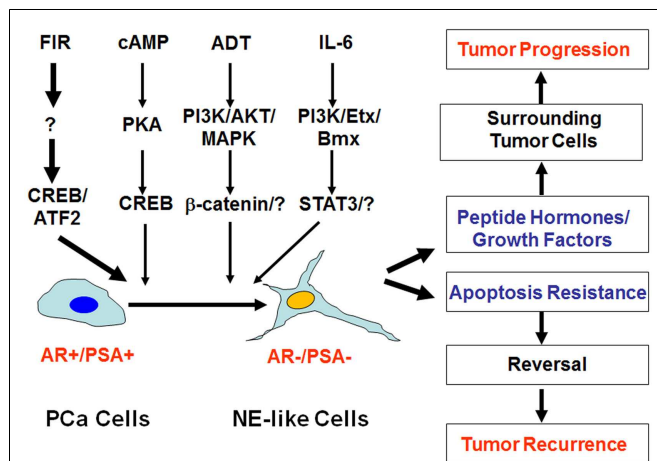 FIR
cAMP
ADT
IL-6
?
PKA
PI3K/AKT/
MAPK
PI3K/Etx/
Bmx
CREB/
ATF2
CREB
β-catenin/?
STAT3/?
AR+/PSA+
AR-/PSA-
PCa Cells
NE-like Cells
Tumor Progression
Surrounding
Tumor Cells
Peptide Hormones/
Growth Factors
Apoptosis Resistance
Reversal
Tumor Recurrence